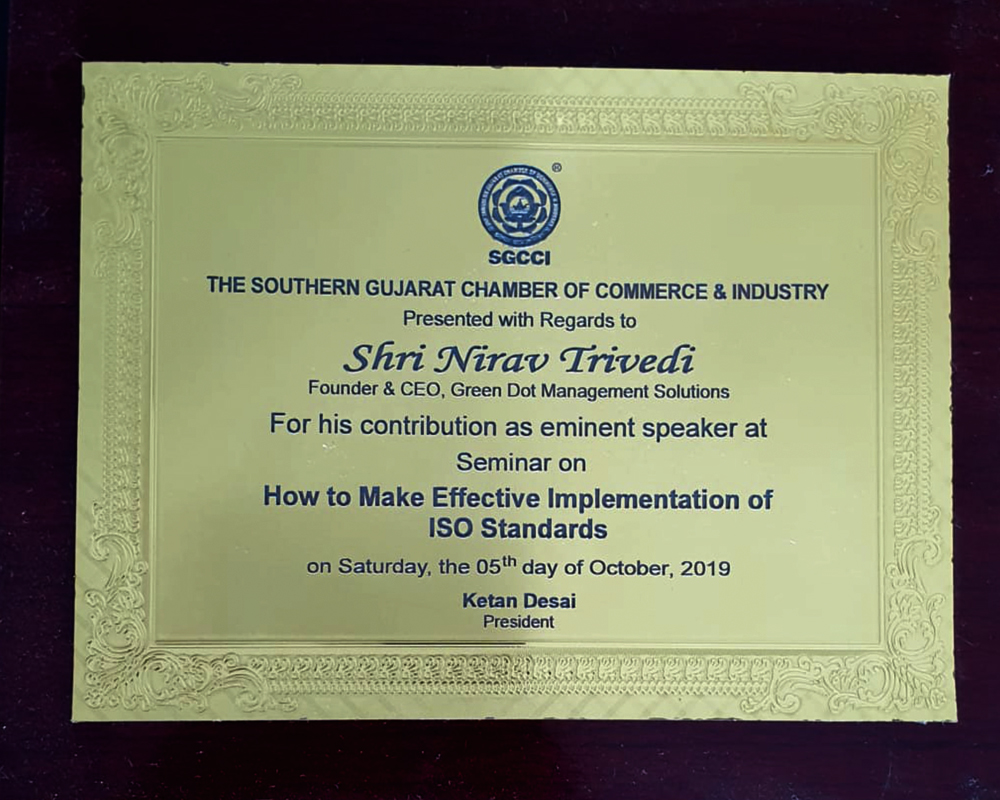 ®
SGCCI
THE SOUTHERN GUJARAT CHAMBER OF COMMERCE & INDUSTRY
Presented with Regards to
Shri Nirav Trivedi
Founder & CEO, Green Dot Management Solutions
For his contribution as eminent speaker at
Seminar on
How to Make Effective Implementation of
ISO Standards
on Saturday, the 05th day of October, 2019
Ketan Desai
President